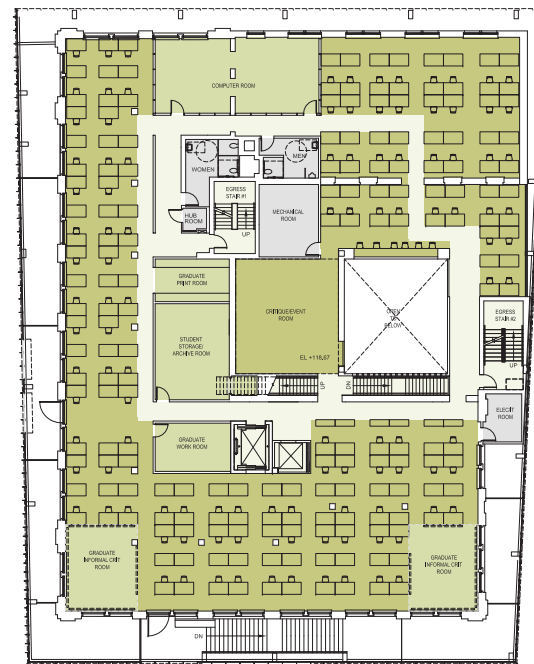 COMPUTER ROOM
WOMEN
MEN
EGRESS
STAIR #1
UP
HUB
ROOM
MECHANICAL
ROOM
GRADUATE
PRINT ROOM
CRITIQUE/EVENT
ROOM
OPEN
TO
BELOW
EGRESS
STAIR #2
UP
STUDENT
STORAGE/
ARCHIVE ROOM
EL +118.67
UP
DN
ELECIT
ROOM
GRADUATE
WORK ROOM
GRADUATE
INFORMAL CRIT
ROOM
GRADUATE
INFORMAL CRIT
ROOM
DN